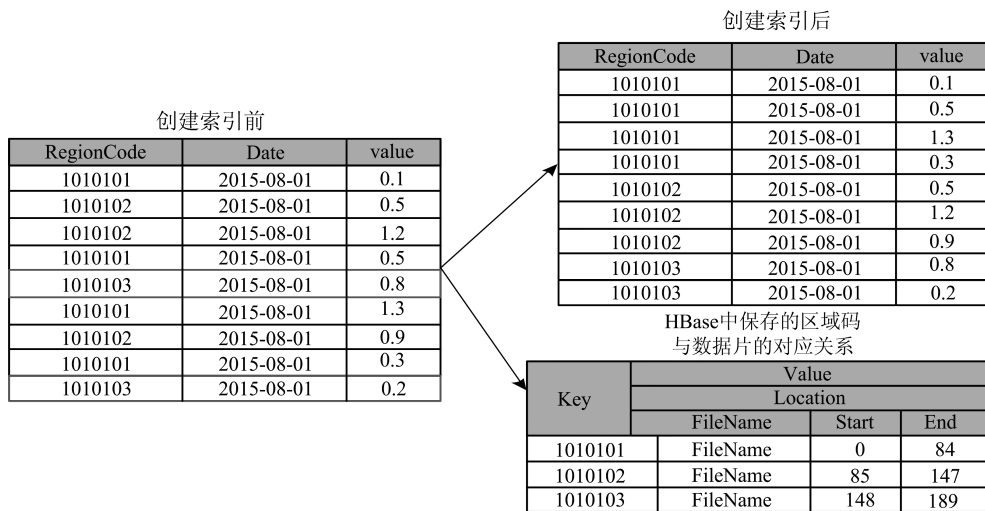 创建索引前
RegionCode Date value
1010101 2015-08-01 0.1
1010102 2015-08-01 0.5
1010102 2015-08-01 1.2
1010101 2015-08-01 0.5
1010103 2015-08-01 0.8
1010101 2015-08-01 1.3
1010102 2015-08-01 0.9
1010101 2015-08-01 0.3
1010103 2015-08-01 0.2
创建索引后
RegionCode Date value
1010101 2015-08-01 0.1
1010101 2015-08-01 0.5
1010101 2015-08-01 1.3
1010101 2015-08-01 0.3
1010102 2015-08-01 0.5
1010102 2015-08-01 1.2
1010102 2015-08-01 0.9
1010103 2015-08-01 0.8
1010103 2015-08-01 0.2
HBase中保存的区域码
与数据片的对应关系
Value
Key Location
FileName Start End
1010101 FileName 0 84
1010102 FileName 85 147
1010103 FileName 148 189